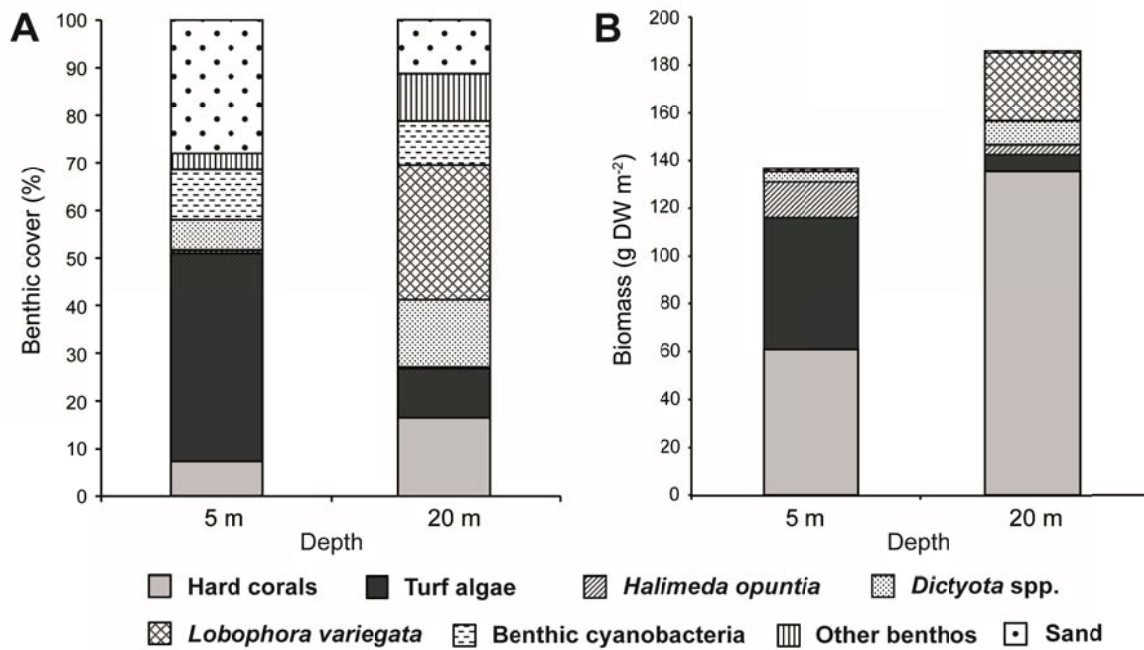 A
Benthic cover (%)
100
90
80
70
60
50
40
30
20
10
0
5 m
20 m
Depth
B
Biomass (g DW m-2)
200
180
160
140
120
100
80
60
40
20
0
5 m
20 m
Depth
Hard corals Turf algae Halimeda opuntia Dictyota spp.
Lobophora variegata Benthic cyanobacteria Other benthos Sand